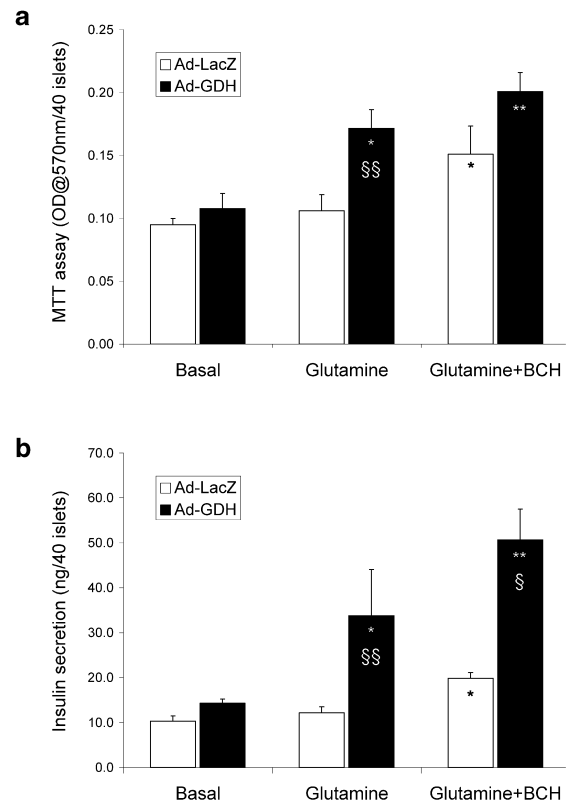 a
MTT assay (OD@570nm/40 islets)
0.25
0.20
0.15
0.10
0.05
0.00
Ad-LacZ
Ad-GDH
*
§§
*
**
Basal
Glutamine
Glutamine+BCH
b
Insulin secretion (ng/40 islets)
70.0
60.0
50.0
40.0
30.0
20.0
10.0
0.0
Ad-LacZ
Ad-GDH
*
§§
*
**
§
Basal
Glutamine
Glutamine+BCH